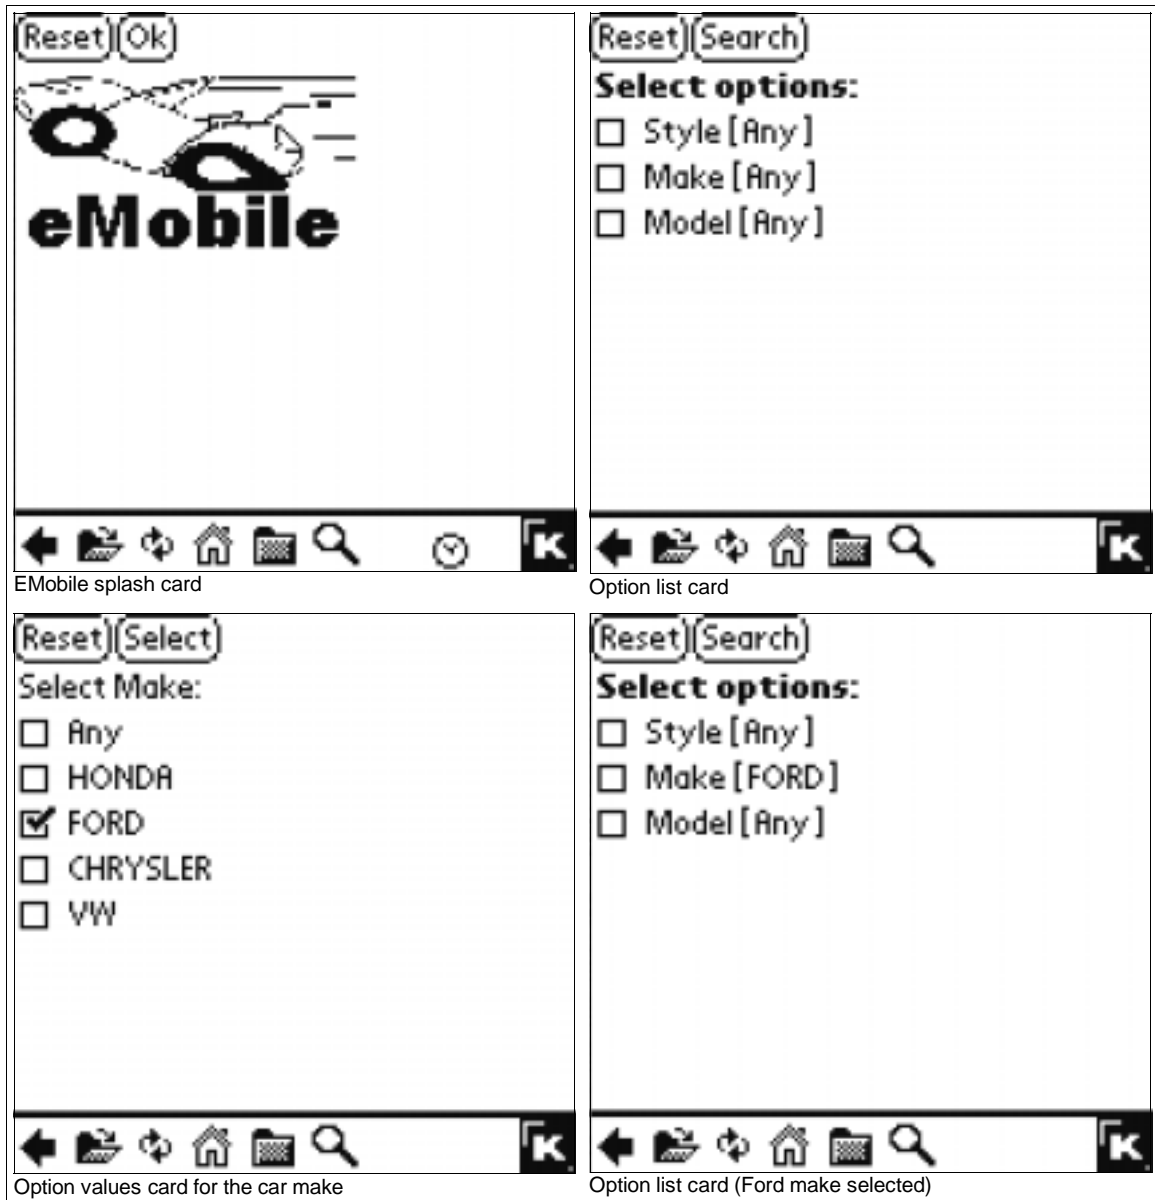 Reset Ok
eMobile
EMobile splash card
Reset Search
Select options:
Style [Any]
Make [Any]
Model [Any]
Option list card
Reset Select
Select Make:
Any
HONDA
FORD
CHRYSLER
VW
Option values card for the car make
Reset Search
Select options:
Style [Any]
Make [FORD]
Model [Any]
Option list card (Ford make selected)